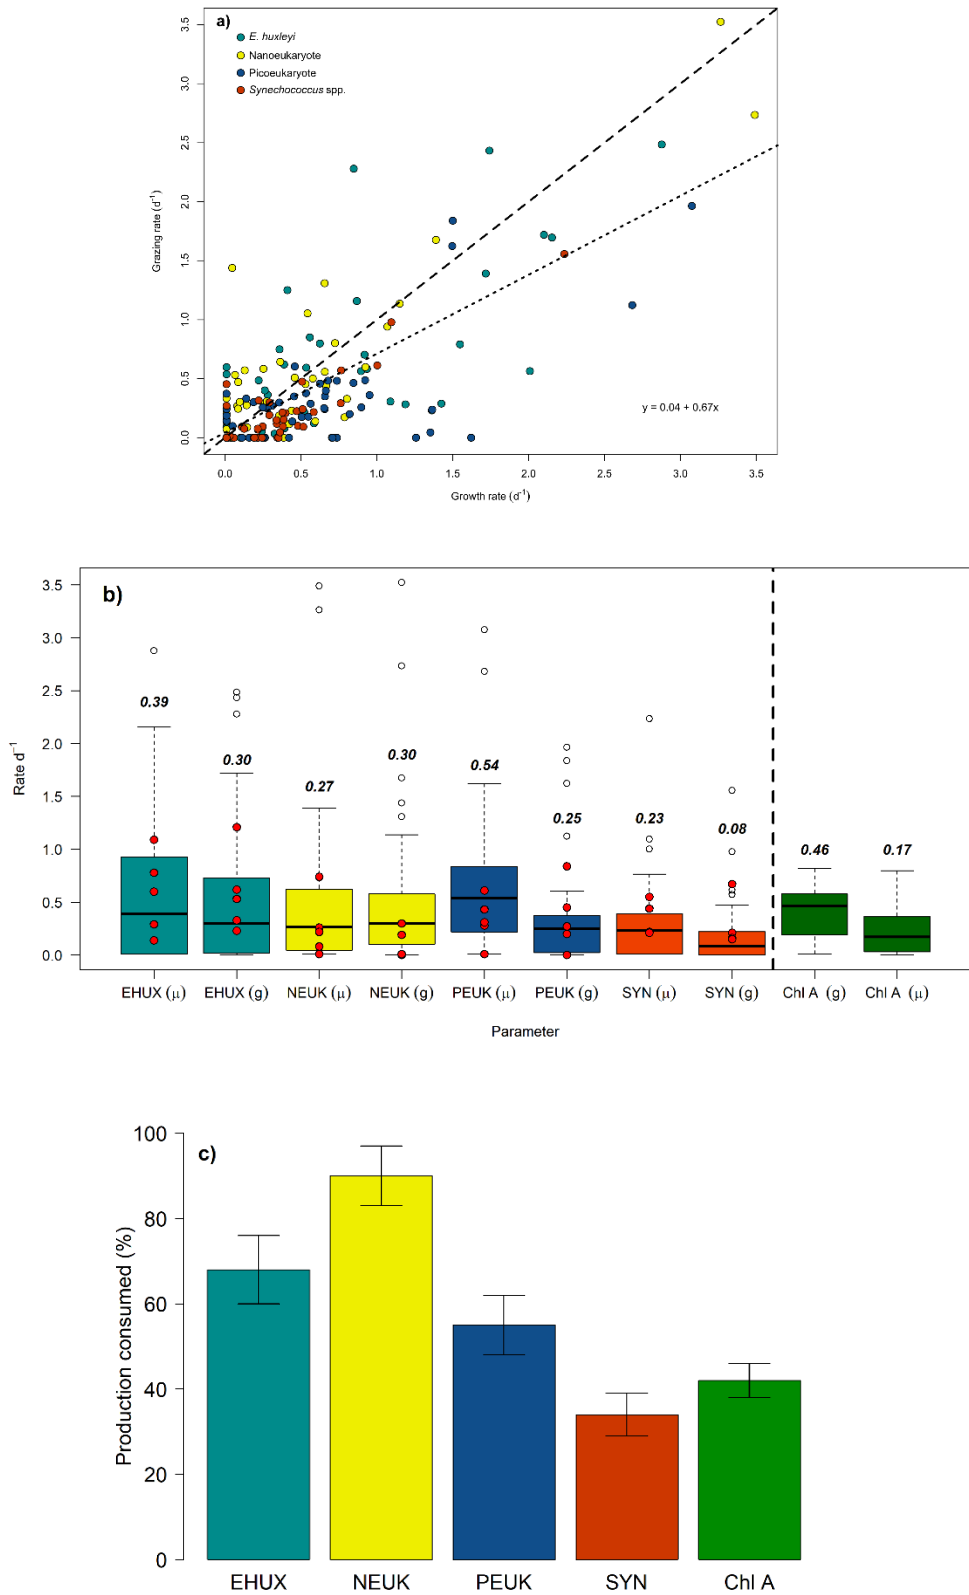 a)
E. huxleyi
Nanoeukaryote
Picoeukaryote
Synechococcus spp.
3.5
3.0
2.5
2.0
1.5
1.0
0.5
0.0
Grazing rate (d⁻¹)
y = 0.04 + 0.67x
0.0 0.5 1.0 1.5 2.0 2.5 3.0 3.5
Growth rate (d⁻¹)
b)
3.5
3.0
2.5
2.0
1.5
1.0
0.5
0.0
Rate d⁻¹
0.39 0.30 0.27 0.30 0.54 0.25 0.23 0.08 0.46 0.17
EHUX (μ) EHUX (g) NEUK (μ) NEUK (g) PEUK (μ) PEUK (g) SYN (μ) SYN (g) Chl A (g) Chl A (μ)
Parameter
c)
100
80
60
40
20
0
Production consumed (%)
EHUX NEUK PEUK SYN Chl A